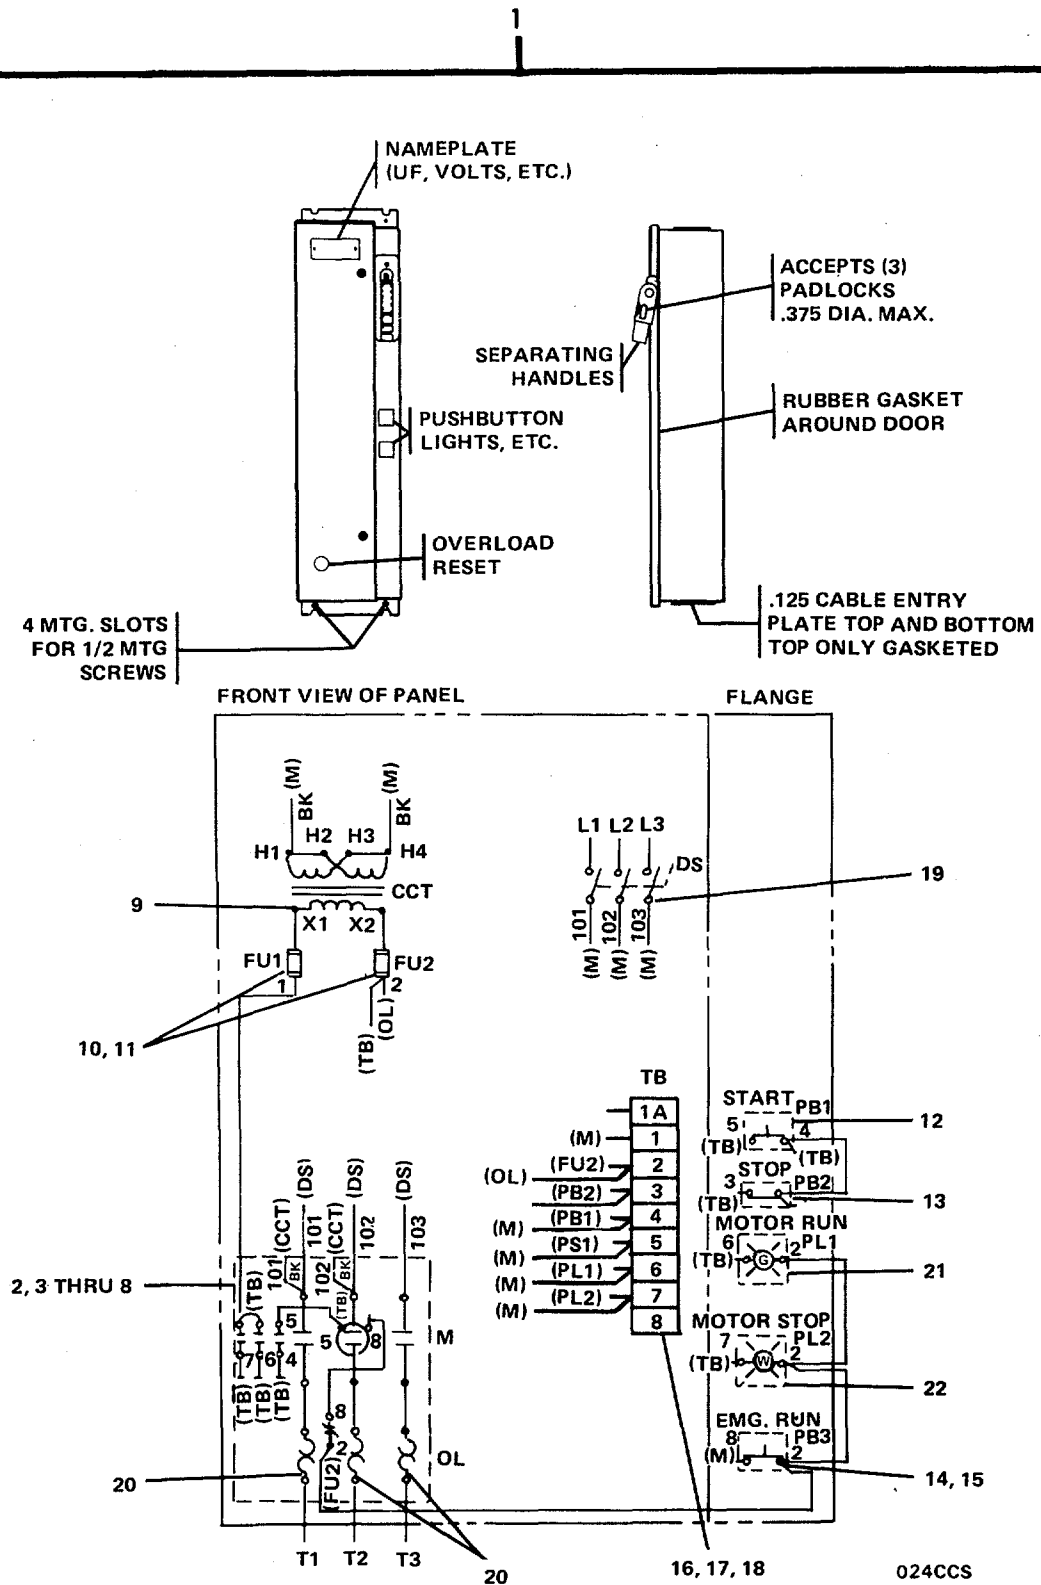 1
NAMEPLATE
(UF, VOLTS, ETC.)
ACCEPTS (3)
PADLOCKS
.375 DIA. MAX.
SEPARATING
HANDLES
RUBBER GASKET
AROUND DOOR
PUSHBUTTON
LIGHTS, ETC.
OVERLOAD
RESET
4 MTG. SLOTS
FOR 1/2 MTG
SCREWS
.125 CABLE ENTRY
PLATE TOP AND BOTTOM
TOP ONLY GASKETED
FRONT VIEW OF PANEL
FLANGE
BK (M)
BK (M)
H1 H2 H3 H4
CCT
9
X1 X2
FU1
FU2
1
2
(TB)
(OL)
10, 11
L1 L2 L3
DS
19
101 102 103
(M) (M) (M)
TB
1A
(M) 1
(OL) (FU2) 2
(PB2) 3
(M) (PB1) 4
(M) (PS1) 5
(M) (PL1) 6
(M) (PL2) 7
8
START PB1
12
5 4
(TB) (TB)
STOP
3 PB2
(TB)
13
MOTOR RUN
6 2 PL1
(TB) G
21
MOTOR STOP
7 PL2
2
(TB) W
22
EMG. RUN
8 PB3
(M) 2
14, 15
(DS) (DS) (DS)
(CCT) 101 (CCT) 102 103
101 BK 102 BK
2, 3 THRU 8
(TB) (TB)
5 5 8 M
7 6 4
(TB) (TB) (TB)
8
2
(FU2)
OL
20
T1 T2 T3
20
16, 17, 18
024CCS